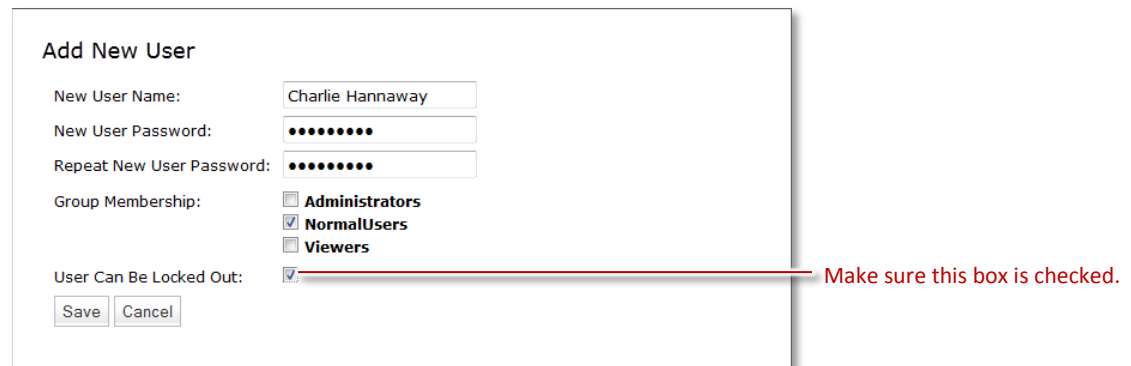 Add New User
New User Name: Charlie Hannaway
New User Password: •••••••••
Repeat New User Password: •••••••••
Group Membership: Administrators
NormalUsers
Viewers
User Can Be Locked Out: Make sure this box is checked.
Save Cancel